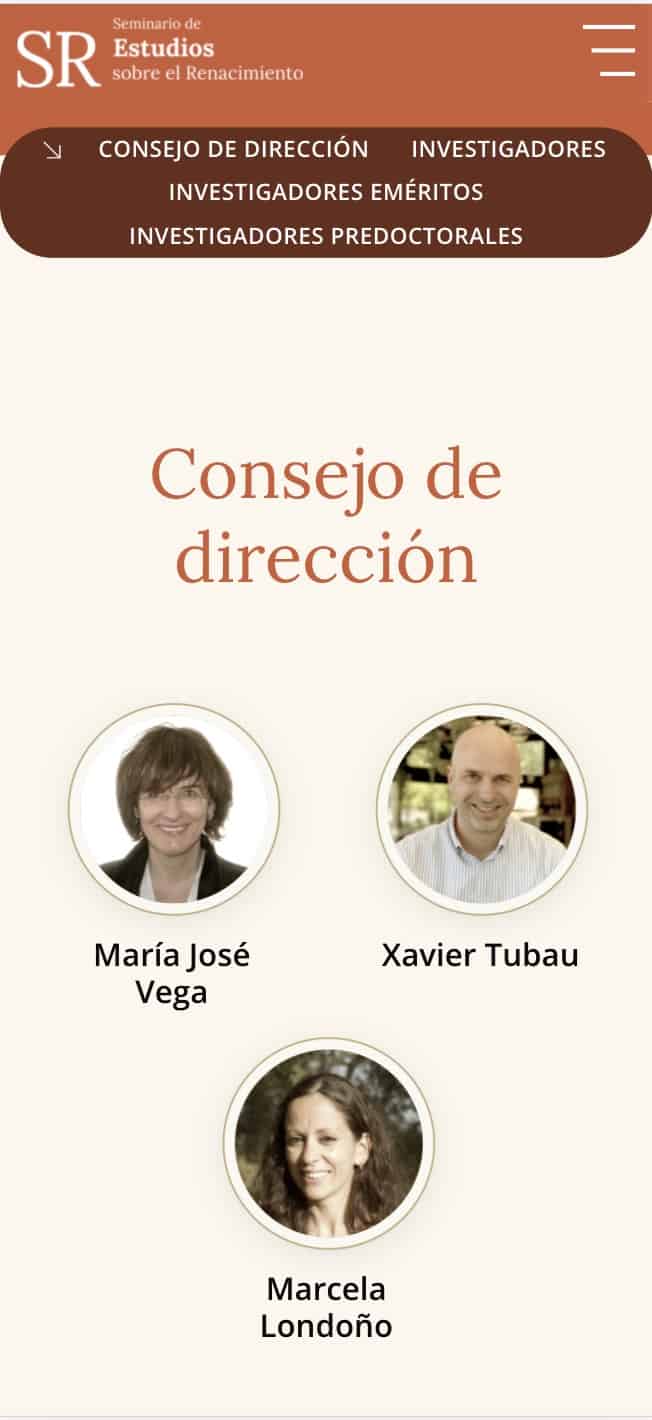 SR
Seminario de
Estudios
sobre el Renacimiento
CONSEJO DE DIRECCIÓN INVESTIGADORES
INVESTIGADORES EMÉRITOS
INVESTIGADORES PREDOCTORALES
Consejo de
dirección
María José
Vega
Xavier Tubau
Marcela
Londoño